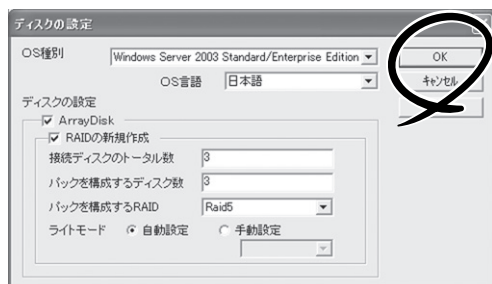 ディスクの設定
OS種別 Windows Server 2003 Standard/Enterprise Edition
OK
OS言語 日本語
キャンセル
ディスクの設定
ArrayDisk
RAIDの新規作成
接続ディスクのトータル数 3
パックを構成するディスク数 3
パックを構成するRAID Raid5
ライトモード 自動設定 手動設定